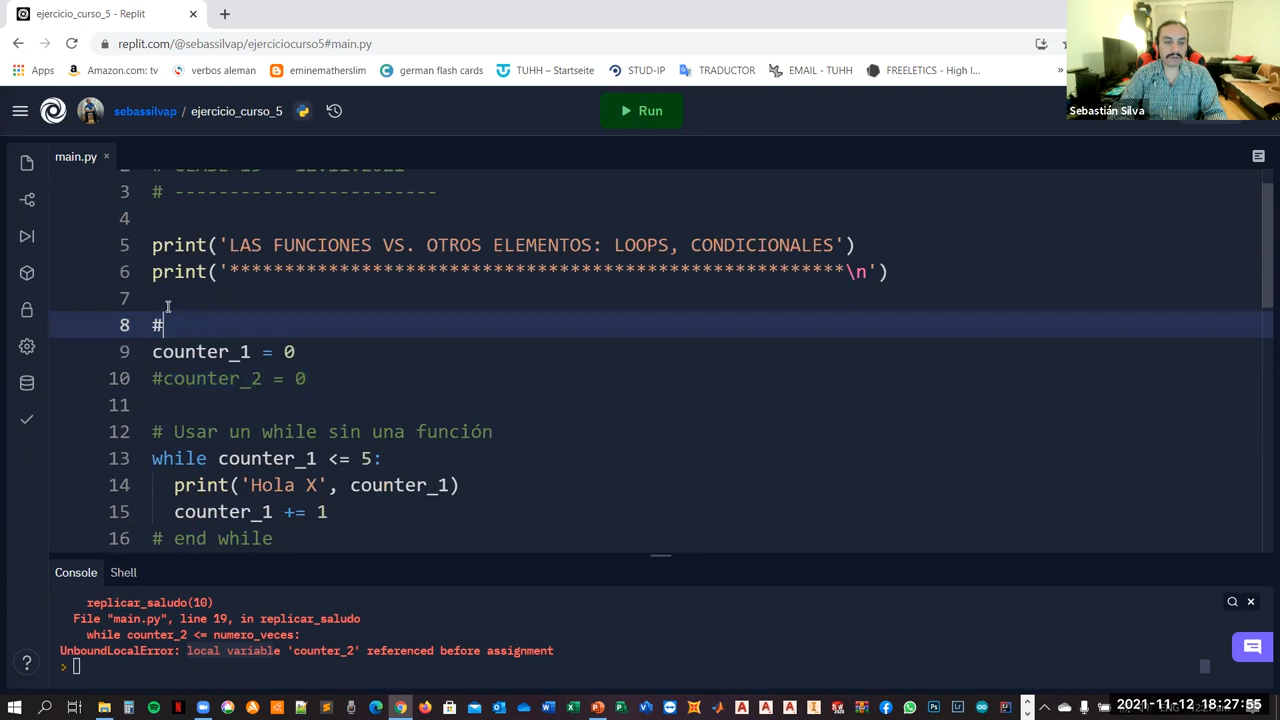 ejercicio_curso_5 - Replit
replit.com/@sebassilvap/ejerciciocurso5#main.py
Apps
Amazon.com: tv
verbos aleman
eminematherslim
german flash cards
TUHH – Startseite
STUD-IP
TRADUCTOR
EMAIL - TUHH
FREELETICS - Hig
»
Sebastián Silva
sebassilvap / ejercicio_curso_5
Run
main.py
3 # ------------------------
4
5 print('LAS FUNCIONES VS. OTROS ELEMENTOS: LOOPS, CONDICIONALES')
6 print('********************************************************\n')
7
8 #
9 counter_1 = 0
10 #counter_2 = 0
11
12 # Usar un while sin una función
13 while counter_1 <= 5:
14 print('Hola X', counter_1)
15 counter_1 += 1
16 # end while
Console
Shell
replicar_saludo(10)
File "main.py", line 19, in replicar_saludo
while counter_2 <= numero_veces:
UnboundLocalError: local variable 'counter_2' referenced before assignment
>
?
2021-11-12 18:27:55